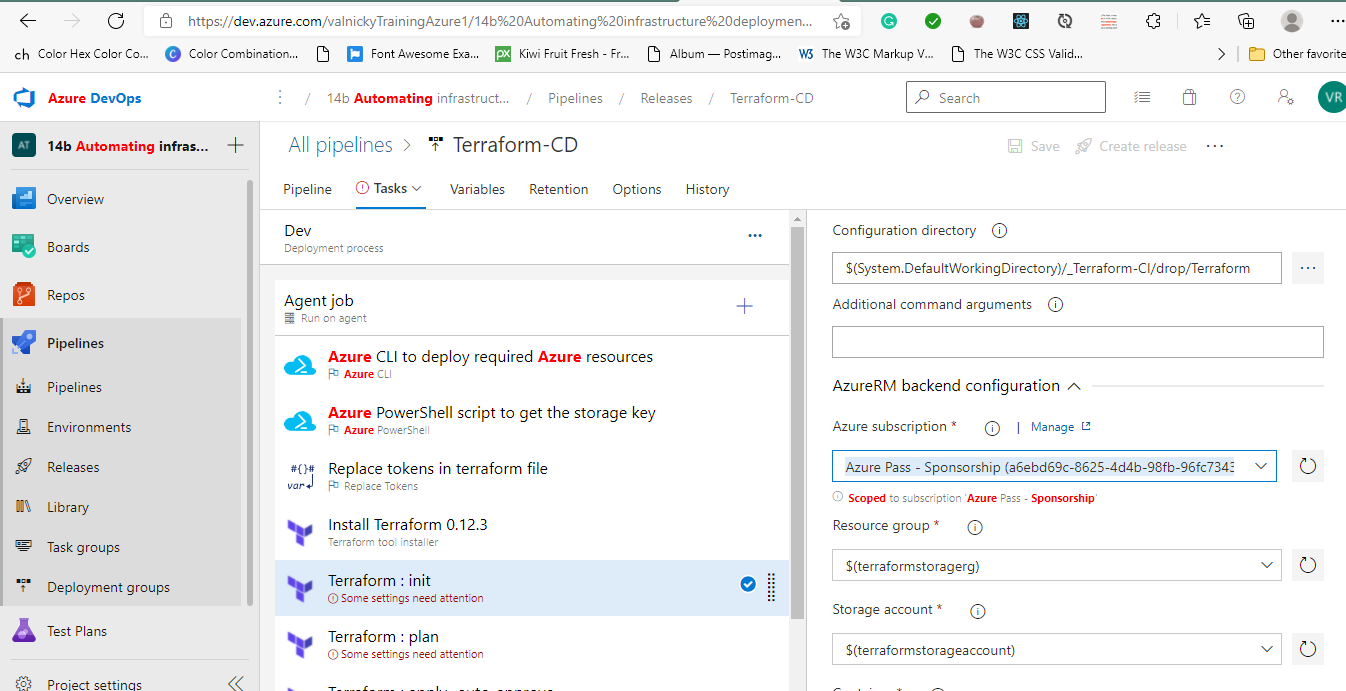 https://dev.azure.com/valnickyTrainingAzure1/14b%20Automating%20infrastructure%20deploymen...
ch Color Hex Color Co...
C Color Combination...
Font Awesome Exa...
px Kiwi Fruit Fresh - Fr...
Album — Postimag...
W3 The W3C Markup V...
The W3C CSS Valid...
Other favorite
Azure DevOps
/ 14b Automating infrastruct... / Pipelines / Releases / Terraform-CD
Search
VR
AT 14b Automating infras...
Overview
Boards
Repos
Pipelines
Pipelines
Environments
Releases
Library
Task groups
Deployment groups
Test Plans
Project settings
All pipelines > Terraform-CD
Save
Create release
Pipeline
Tasks
Variables
Retention
Options
History
Dev
Deployment process
Agent job
Run on agent
Azure CLI to deploy required Azure resources
Azure CLI
Azure PowerShell script to get the storage key
Azure PowerShell
#{}#
var
Replace tokens in terraform file
Replace Tokens
Install Terraform 0.12.3
Terraform tool installer
Terraform : init
Some settings need attention
Terraform : plan
Some settings need attention
Terraform : apply -auto-approve
Configuration directory
$(System.DefaultWorkingDirectory)/_Terraform-CI/drop/Terraform
Additional command arguments
AzureRM backend configuration
Azure subscription * | Manage
Azure Pass - Sponsorship (a6ebd69c-8625-4d4b-98fb-96fc7343
Scoped to subscription 'Azure Pass - Sponsorship'
Resource group *
$(terraformstoragerg)
Storage account *
$(terraformstorageaccount)